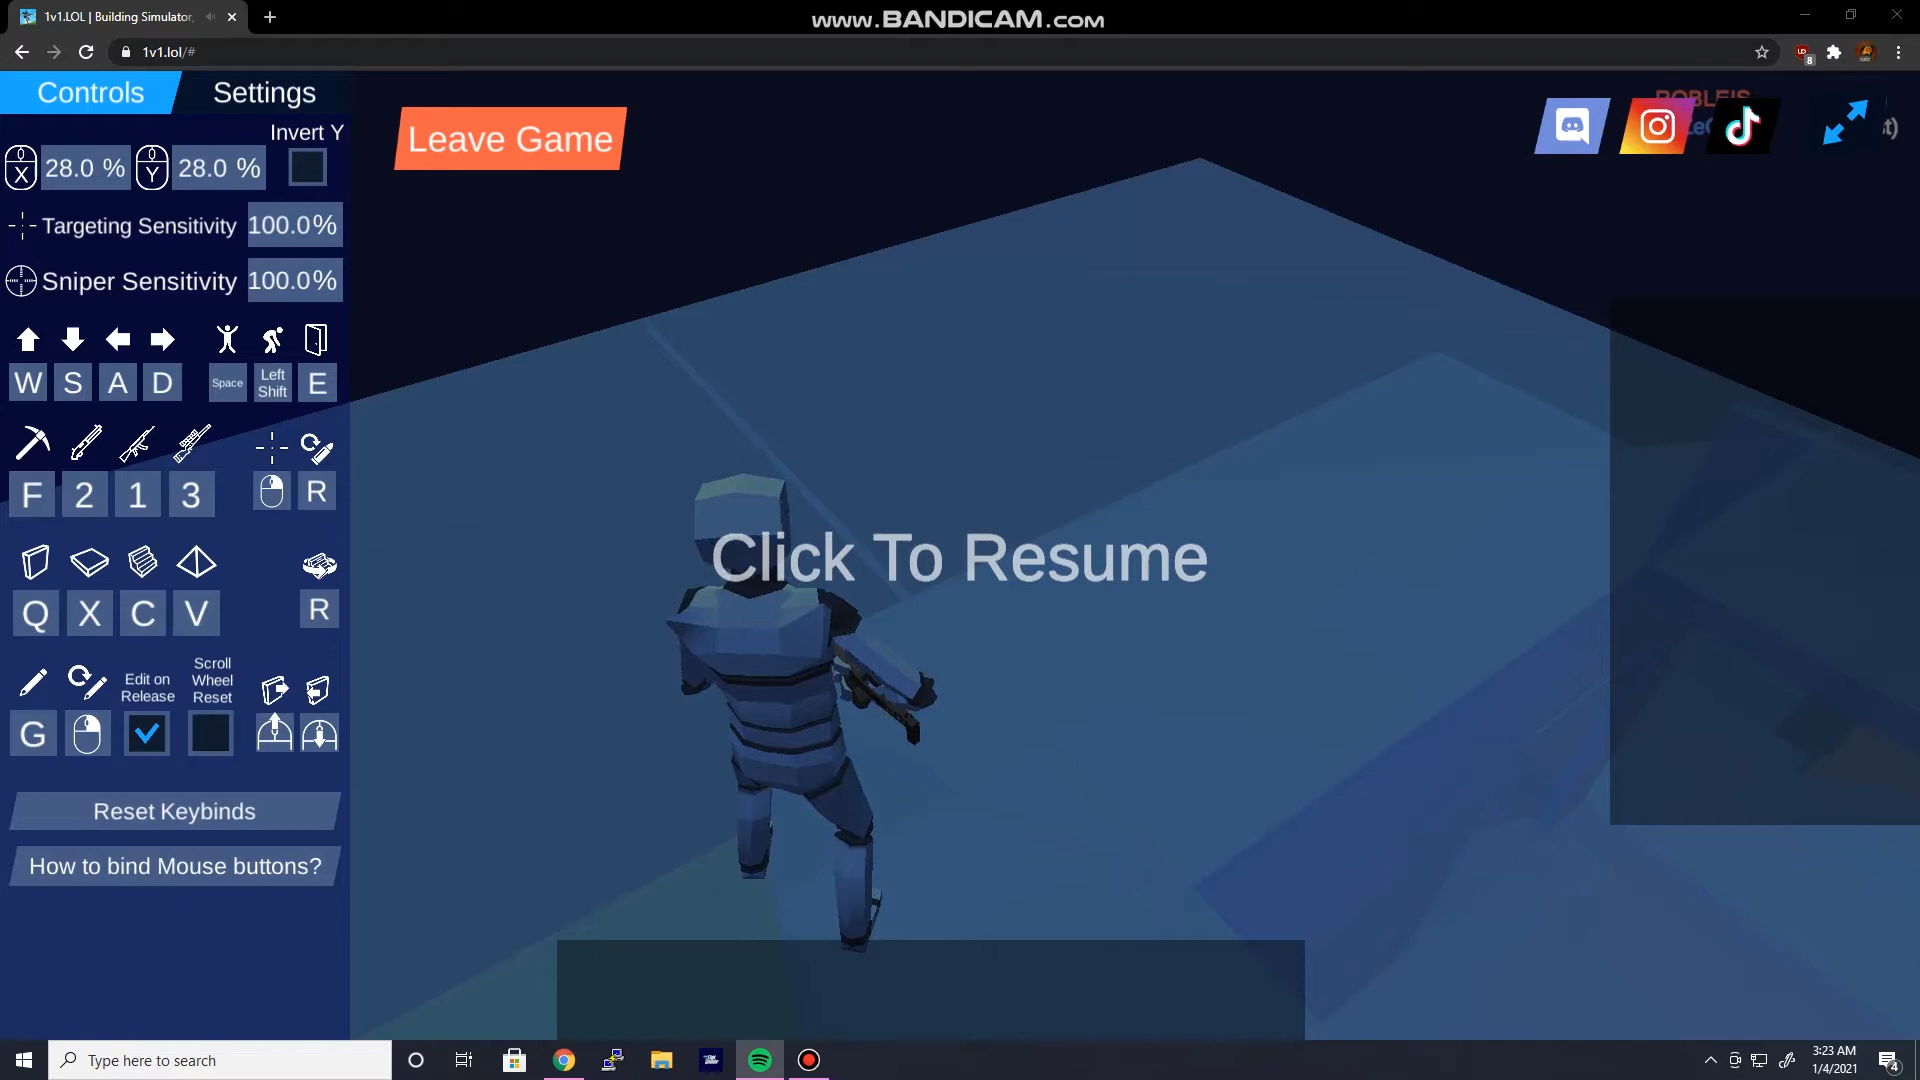 1v1.LOL | Building Simulator,
www.BANDICAM.com
1v1.lol/#
8
Controls
Settings
Invert Y
X
28.0 %
Y
28.0 %
Targeting Sensitivity
100.0%
Sniper Sensitivity
100.0%
W
S
A
D
Space
Left
Shift
E
F
2
1
3
R
Q
X
C
V
R
Edit on
Release
Scroll
Wheel
Reset
G
Reset Keybinds
How to bind Mouse buttons?
Leave Game
Click To Resume
Type here to search
3:23 AM
1/4/2021
4